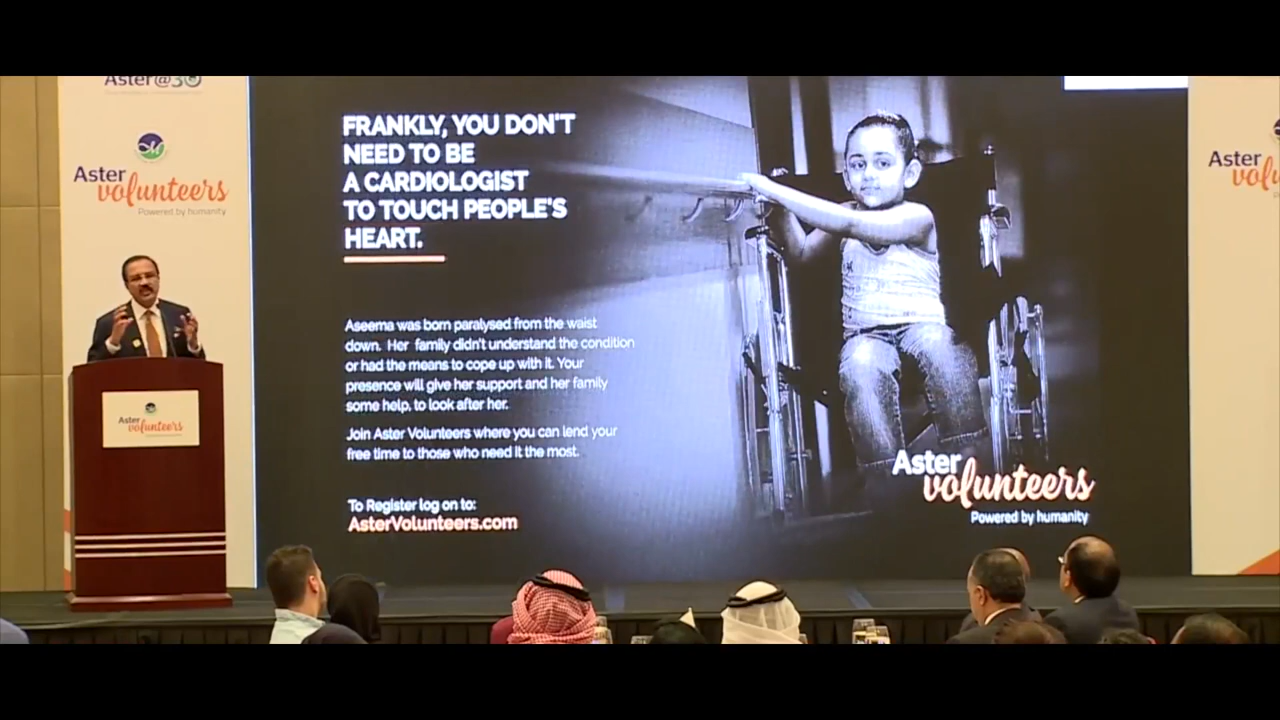 Aster@30
Aster
volunteers
Powered by humanity
FRANKLY, YOU DON'T
NEED TO BE
A CARDIOLOGIST
TO TOUCH PEOPLE'S
HEART.
Aseema was born paralysed from the waist
down. Her family didn't understand the condition
or had the means to cope up with it. Your
presence will give her support and her family
some help, to look after her.
Join Aster Volunteers where you can lend your
free time to those who need it the most.
To Register log on to:
AsterVolunteers.com
Aster
volunteers
Powered by humanity
Aster
volunteers
Aster